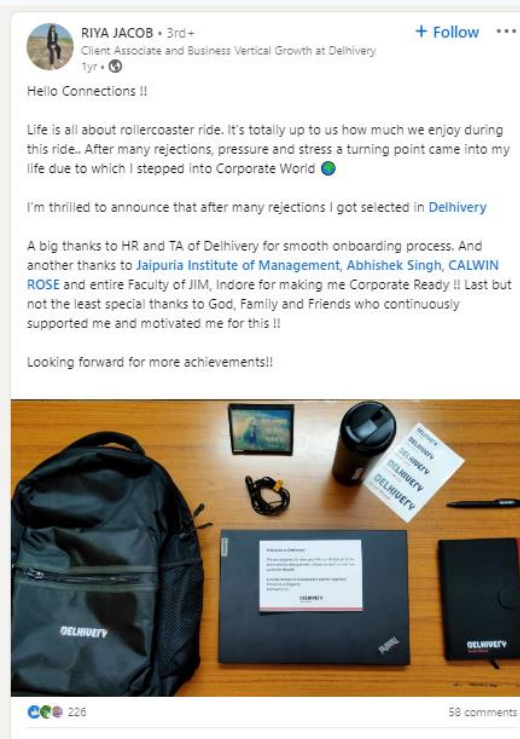 RIYA JACOB • 3rd+
+ Follow
Client Associate and Business Vertical Growth at Delhivery
1yr •
Hello Connections !!
Life is all about rollercoaster ride. It's totally up to us how much we enjoy during
this ride.. After many rejections, pressure and stress a turning point came into my
life due to which I stepped into Corporate World
I'm thrilled to announce that after many rejections I got selected in Delhivery
A big thanks to HR and TA of Delhivery for smooth onboarding process. And
another thanks to Jaipuria Institute of Management, Abhishek Singh, CALWIN
ROSE and entire Faculty of JIM, Indore for making me Corporate Ready !! Last but
not the least special thanks to God, Family and Friends who continuously
supported me and motivated me for this !!
Looking forward for more achievements!!
DELHIVERY
DELHIVERY
DELHIVERY
DELHIVERY
DELHIVERY
DELHIVERY
ThinkPad
DELHIVERY
DELHIVERY
226
58 comments